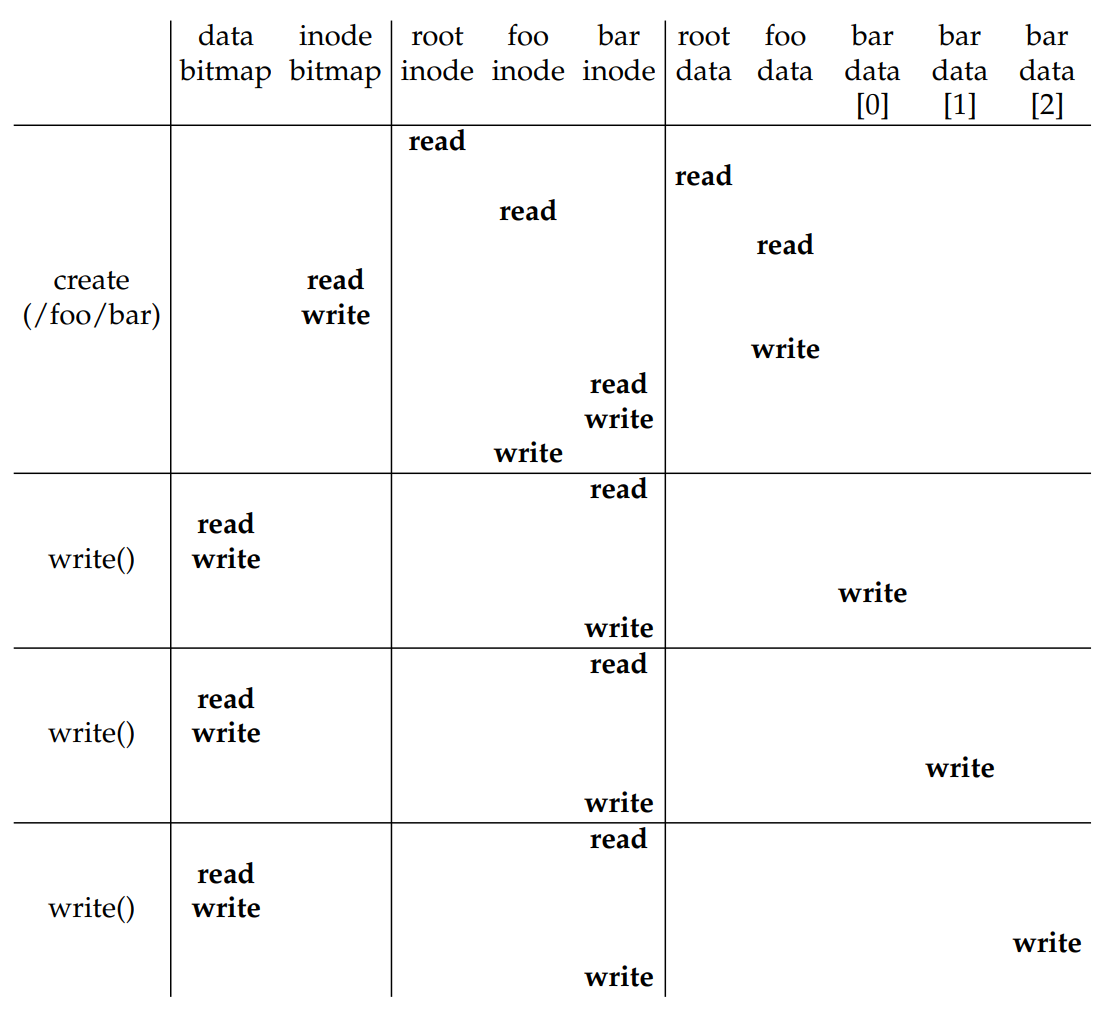 data inode root foo bar root foo bar bar bar
bitmap bitmap inode inode inode data data data data data
[0] [1] [2]
read
read
read
read
create read
(/foo/bar) write
write
read
write
write
read
read
write() write
write
write
read
read
write() write
write
write
read
read
write() write
write
write